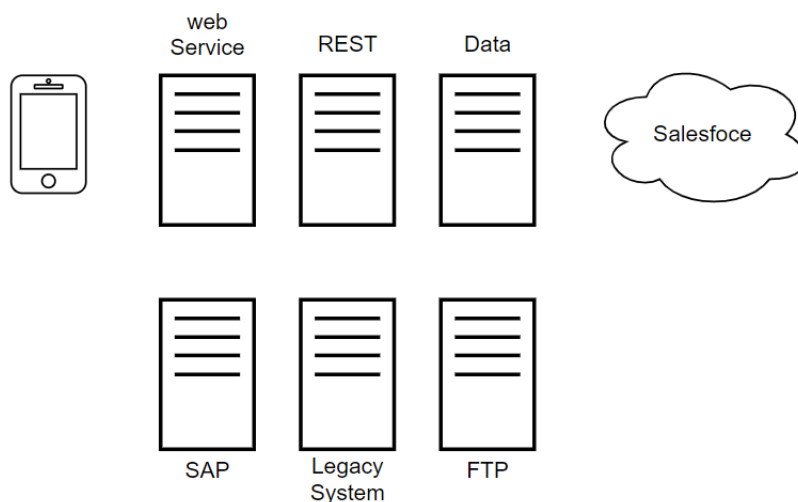 web
Service
REST
Data
Salesfoce
SAP
Legacy
System
FTP